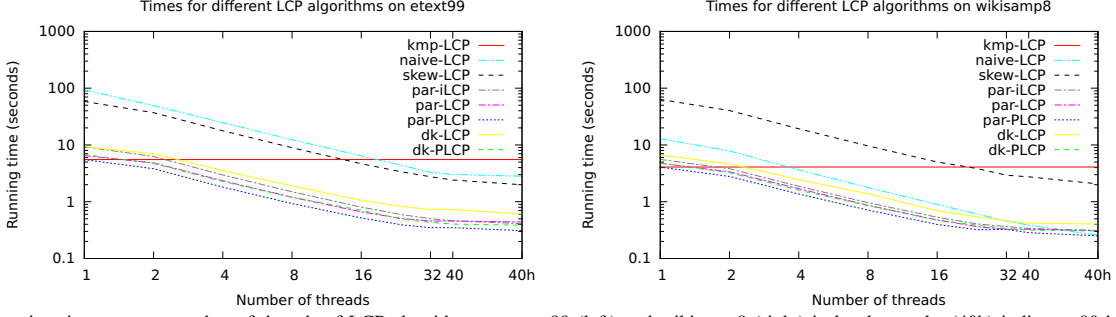 Times for different LCP algorithms on etext99
1000
100
10
1
0.1
Running time (seconds)
kmp-LCP
naive-LCP
skew-LCP
par-iLCP
par-LCP
par-PLCP
dk-LCP
dk-PLCP
1 2 4 8 16 32 40 40h
Number of threads
Times for different LCP algorithms on wikisamp8
1000
100
10
1
0.1
Running time (seconds)
kmp-LCP
naive-LCP
skew-LCP
par-iLCP
par-LCP
par-PLCP
dk-LCP
dk-PLCP
1 2 4 8 16 32 40 40h
Number of threads